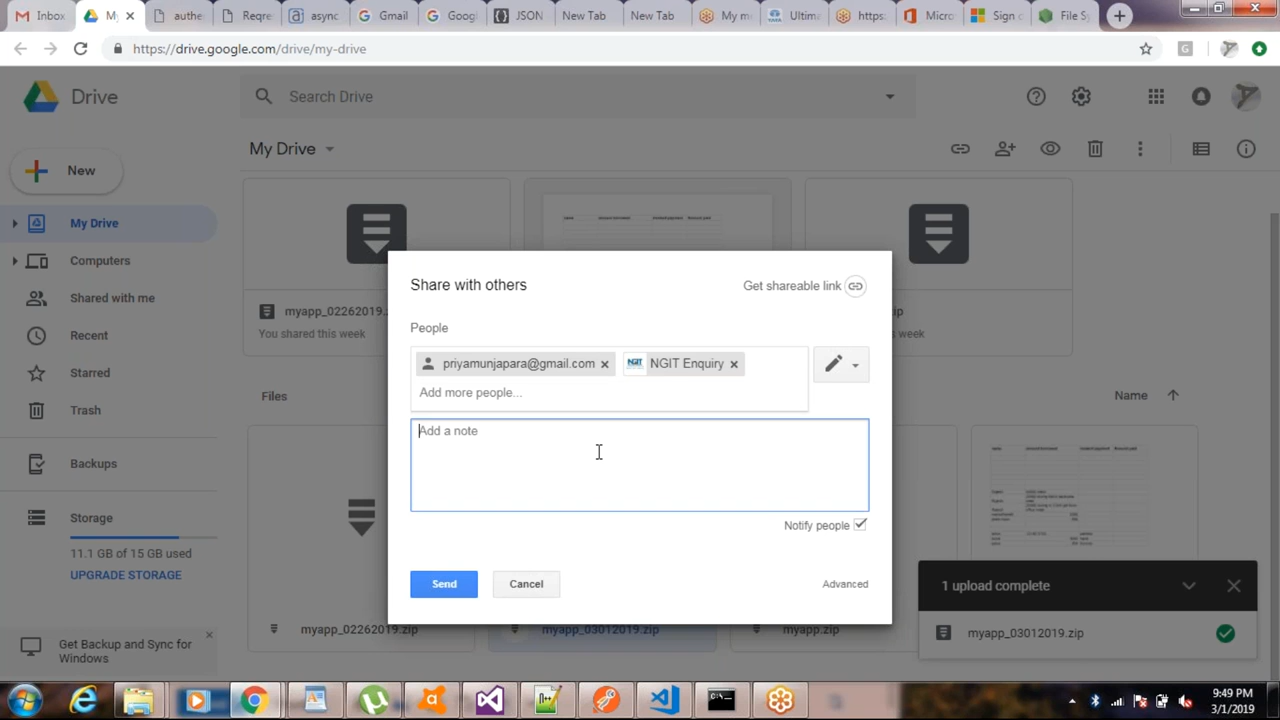 Inbox
My
authe
Reqre
async
Gmail
Goog
JSON
New Tab
New Tab
My m
Ultima
https:
Micro
Sign
File Sy
https://drive.google.com/drive/my-drive
Drive
Search Drive
My Drive
New
My Drive
Computers
Shared with me
Recent
Starred
Trash
Backups
Storage
11.1 GB of 15 GB used
UPGRADE STORAGE
Get Backup and Sync for
Windows
myapp_02262019.
You shared this week
ip
week
Files
Name
Share with others
Get shareable link
People
priyamunjapara@gmail.com
NGIT Enquiry
Add more people...
Add a note
Notify people
Send
Cancel
Advanced
myapp_02262019.zip
myapp_03012019.zip
myapp.zip
1 upload complete
myapp_03012019.zip
9:49 PM
3/1/2019